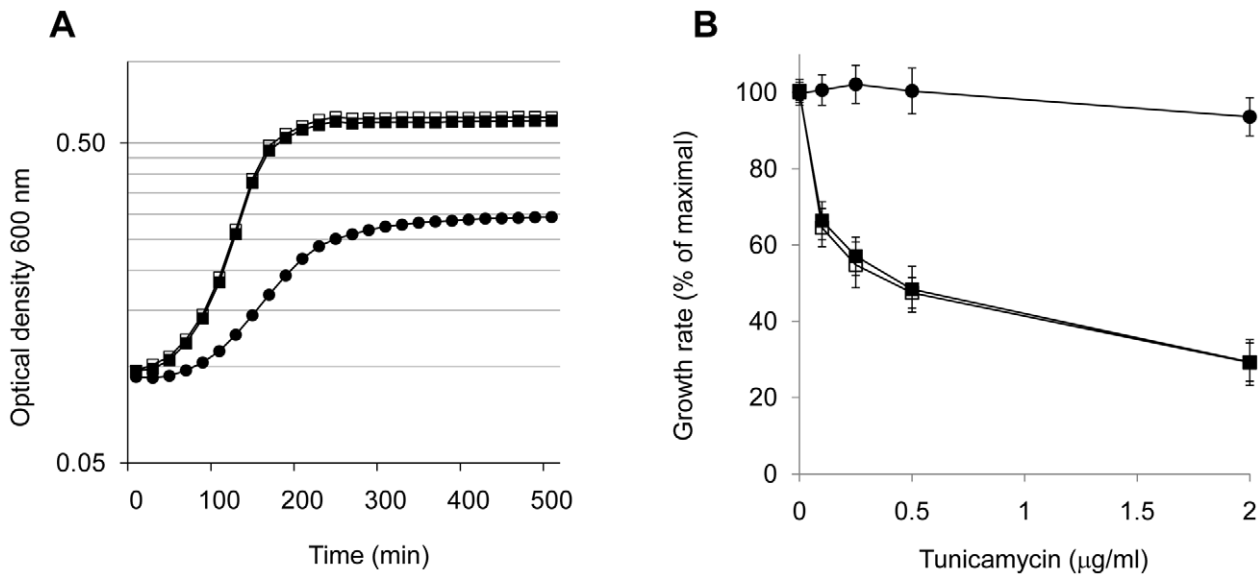 A
Optical density 600 nm
0.50
0.05
0 100 200 300 400 500
Time (min)
B
Growth rate (% of maximal)
100
80
60
40
20
0
0 0.5 1 1.5 2
Tunicamycin (μg/ml)